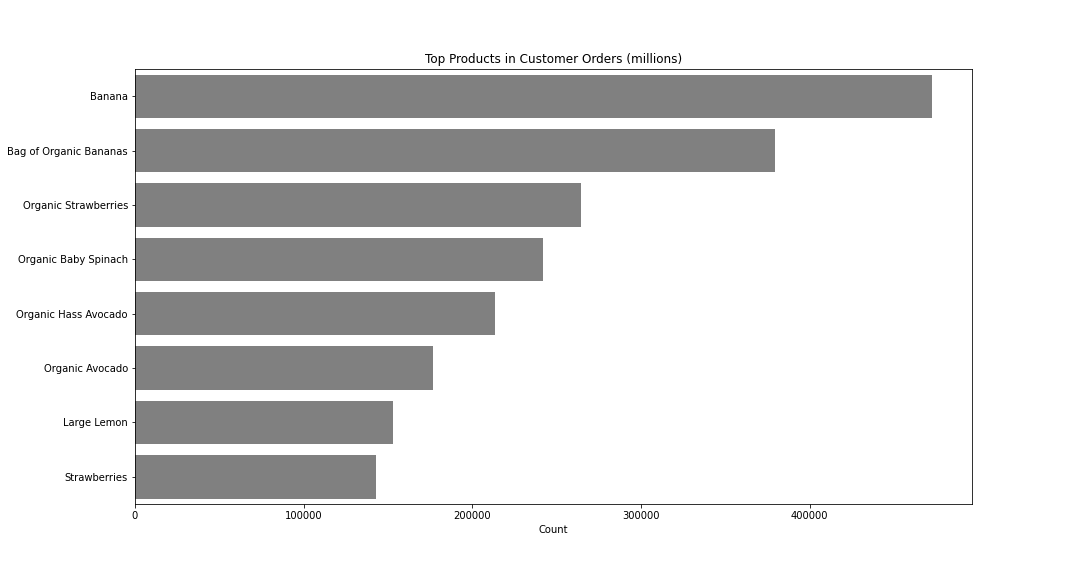 Top Products in Customer Orders (millions)
Banana
Bag of Organic Bananas
Organic Strawberries
Organic Baby Spinach
Organic Hass Avocado
Organic Avocado
Large Lemon
Strawberries
0 100000 200000 300000 400000
Count